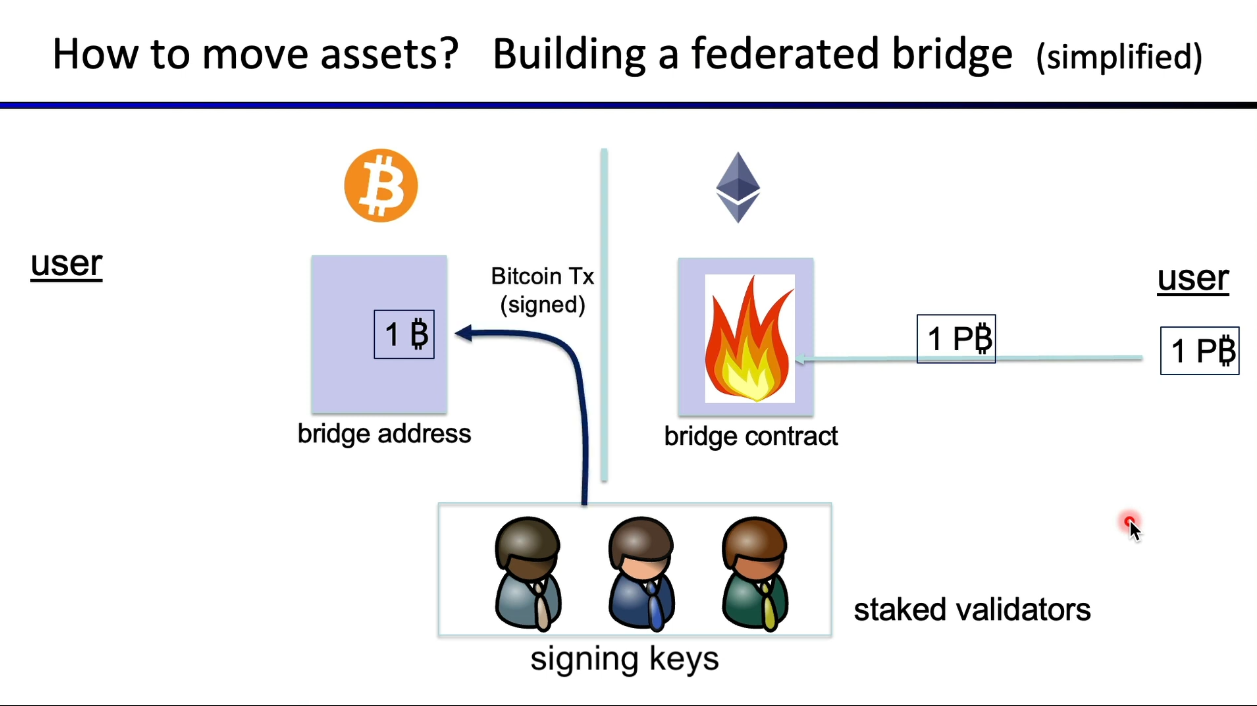 How to move assets? Building a federated bridge (simplified)
user
Bitcoin Tx
(signed)
1 ₿
bridge address
bridge contract
1 P₿
user
1 P₿
staked validators
signing keys